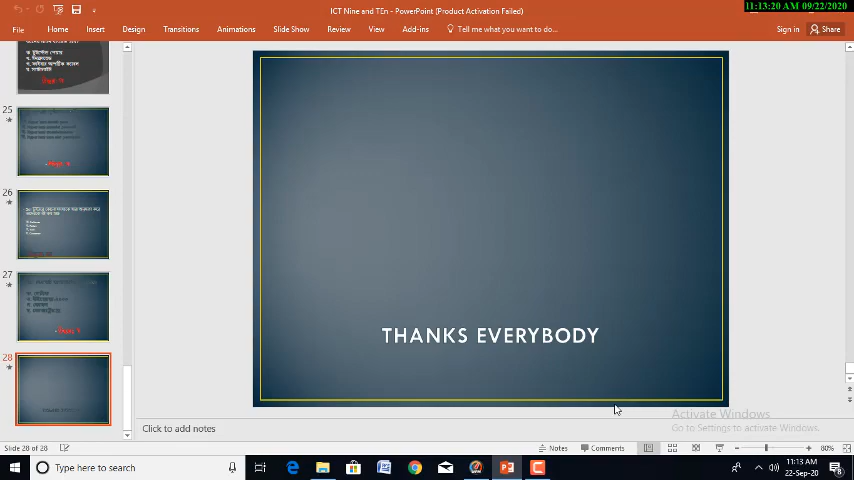 11:13:20 AM 09/22/2020
ICT Nine and TEn - PowerPoint (Product Activation Failed)
File Home Insert Design Transitions Animations Slide Show Review View Add-ins Tell me what you want to do... Sign in Share
25
26
27
28
THANKS EVERYBODY
Activate Windows
Go to Settings to activate Windows.
Click to add notes
Slide 28 of 28 Notes Comments 80%
Type here to search
11:13 AM
22-Sep-20
8